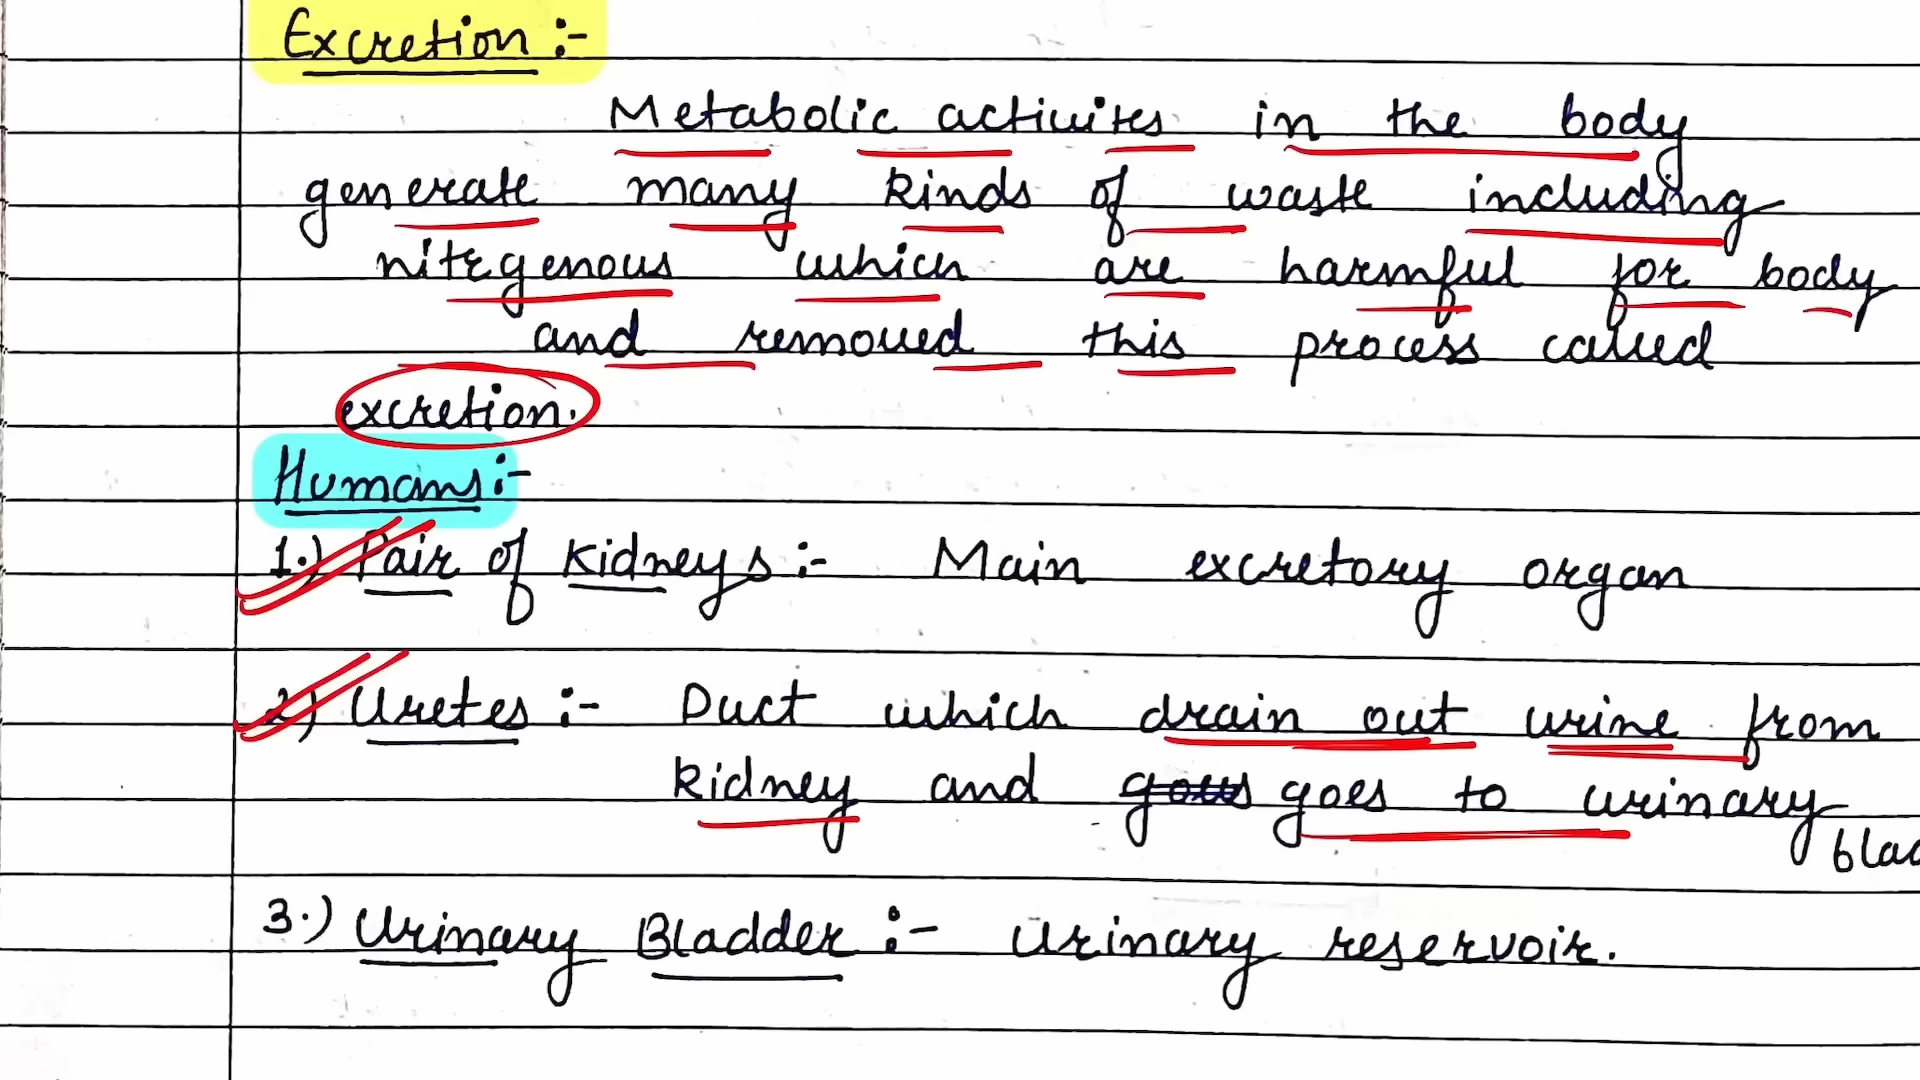 Excretion :-
Metabolic activites in the body
generate many kinds of waste including
nitrgenous which are harmful for body
and removed this process called
excretion.
Humans :-
1.) Pair of kidneys :- Main excretory organ
2) Uretes :- Duct which drain out urine from
kidney and goes to urinary
blad
3.) Urinary Bladder :- Urinary reservoir.